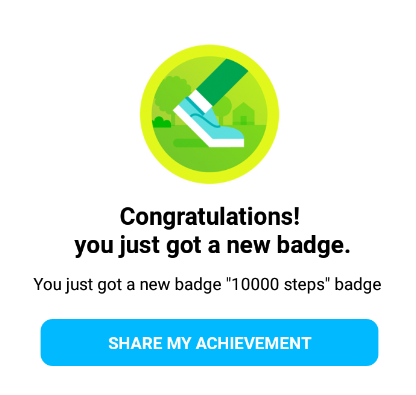 Congratulations!
you just got a new badge.
You just got a new badge "10000 steps" badge
SHARE MY ACHIEVEMENT